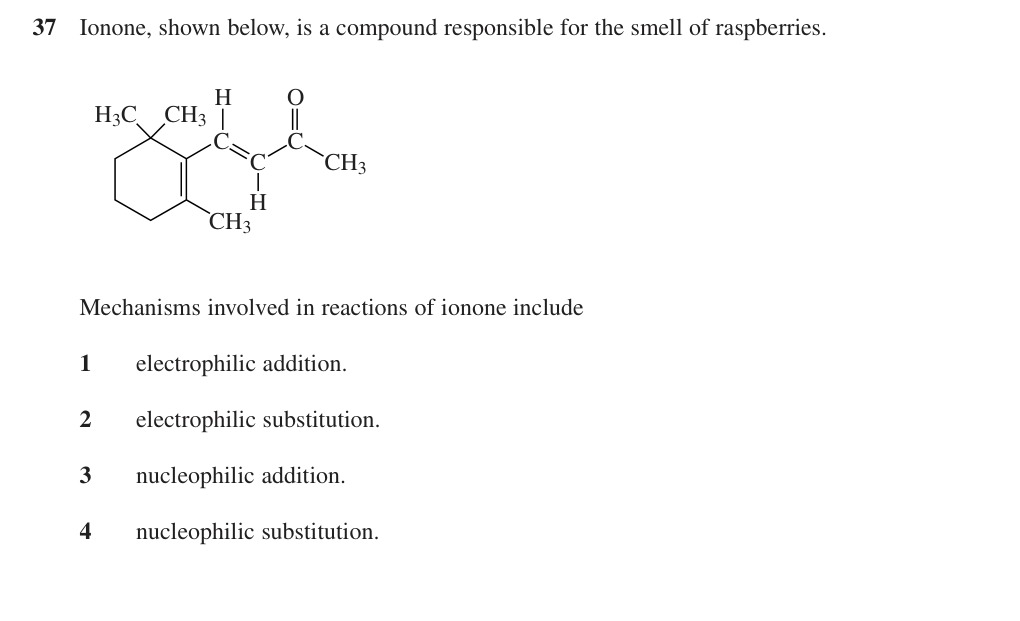 37 Ionone, shown below, is a compound responsible for the smell of raspberries.
H O
H₃C CH₃
C C
C CH₃
H
CH₃
Mechanisms involved in reactions of ionone include
1 electrophilic addition.
2 electrophilic substitution.
3 nucleophilic addition.
4 nucleophilic substitution.